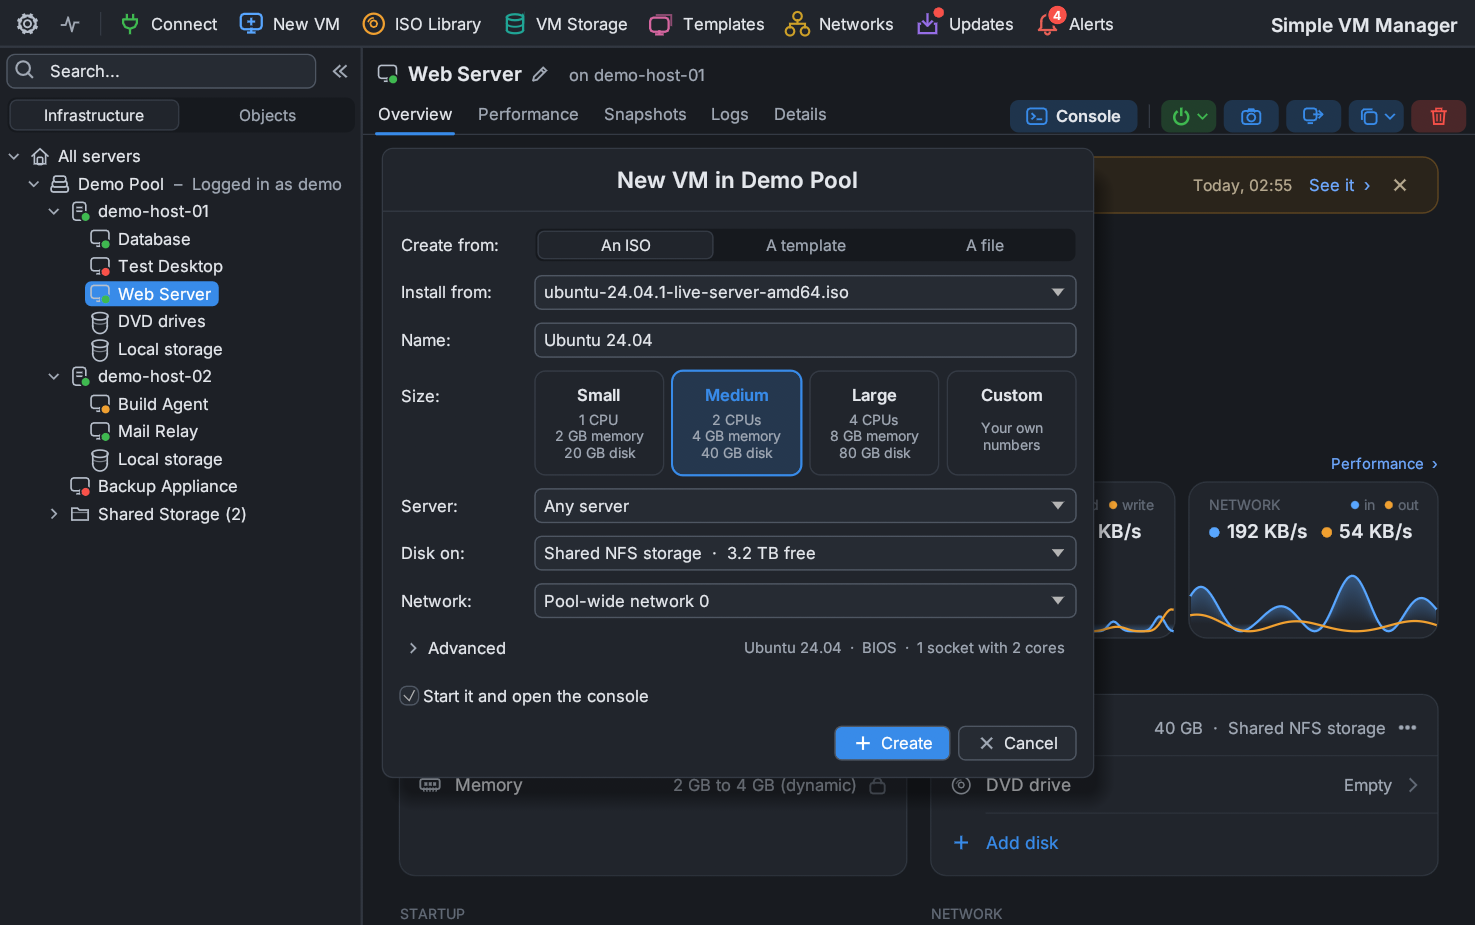 Connect New VM ISO Library VM Storage Templates Networks Updates 4 Alerts Simple VM Manager
Search...
Infrastructure Objects
All servers
Demo Pool – Logged in as demo
demo-host-01
Database
Test Desktop
Web Server
DVD drives
Local storage
demo-host-02
Build Agent
Mail Relay
Local storage
Backup Appliance
Shared Storage (2)
Web Server on demo-host-01
Overview Performance Snapshots Logs Details Console
Today, 02:55 See it ›
New VM in Demo Pool
Create from: An ISO A template A file
Install from: ubuntu-24.04.1-live-server-amd64.iso
Name: Ubuntu 24.04
Size:
Small
1 CPU
2 GB memory
20 GB disk
Medium
2 CPUs
4 GB memory
40 GB disk
Large
4 CPUs
8 GB memory
80 GB disk
Custom
Your own
numbers
Server: Any server
Disk on: Shared NFS storage · 3.2 TB free
Network: Pool-wide network 0
Advanced Ubuntu 24.04 · BIOS · 1 socket with 2 cores
Start it and open the console
Create Cancel
Performance ›
write
KB/s
NETWORK in out
192 KB/s 54 KB/s
40 GB · Shared NFS storage
Memory 2 GB to 4 GB (dynamic)
DVD drive Empty
Add disk
STARTUP NETWORK